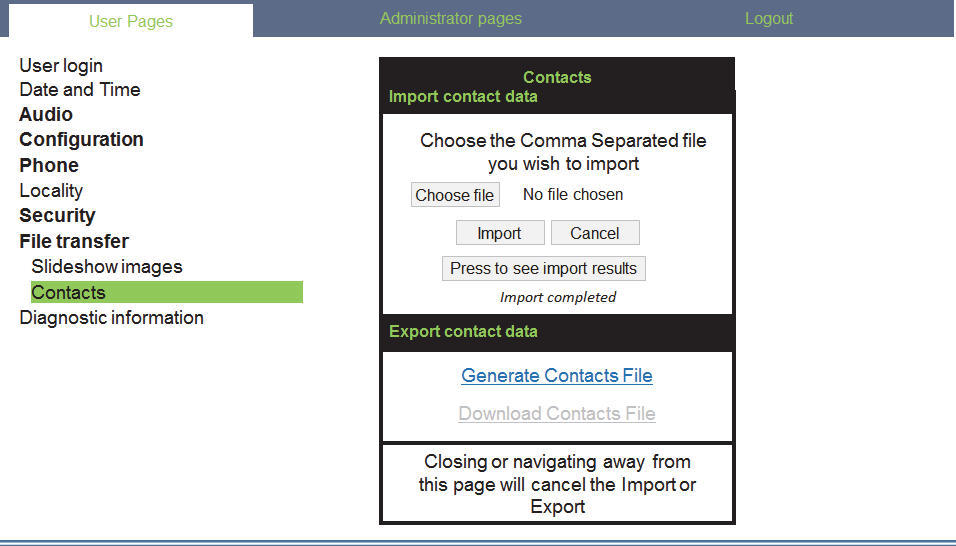 User Pages
Administrator pages
Logout
User login
Date and Time
Audio
Configuration
Phone
Locality
Security
File transfer
Slideshow images
Contacts
Diagnostic information
Contacts
Import contact data
Choose the Comma Separated file
you wish to import
Choose file
No file chosen
Import
Cancel
Press to see import results
Import completed
Export contact data
Generate Contacts File
Download Contacts File
Closing or navigating away from
this page will cancel the Import or
Export